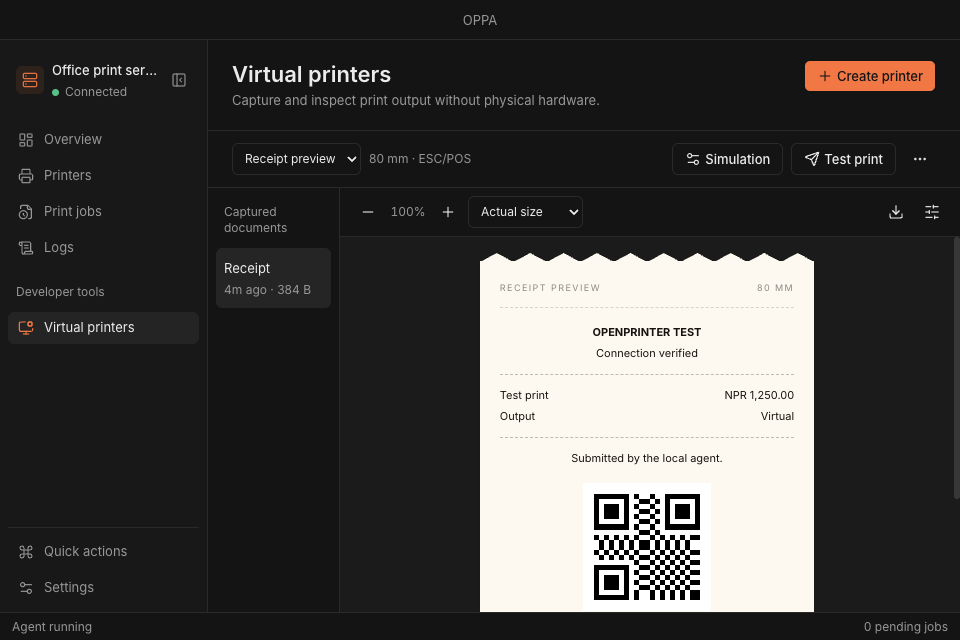 OPPA
Office print ser...
Connected
Overview
Printers
Print jobs
Logs
Developer tools
Virtual printers
Quick actions
Settings
Virtual printers
Capture and inspect print output without physical hardware.
Create printer
Receipt preview
80 mm · ESC/POS
Simulation
Test print
Captured
documents
Receipt
4m ago · 384 B
100%
Actual size
RECEIPT PREVIEW 80 MM
OPENPRINTER TEST
Connection verified
Test print NPR 1,250.00
Output Virtual
Submitted by the local agent.
Agent running
0 pending jobs